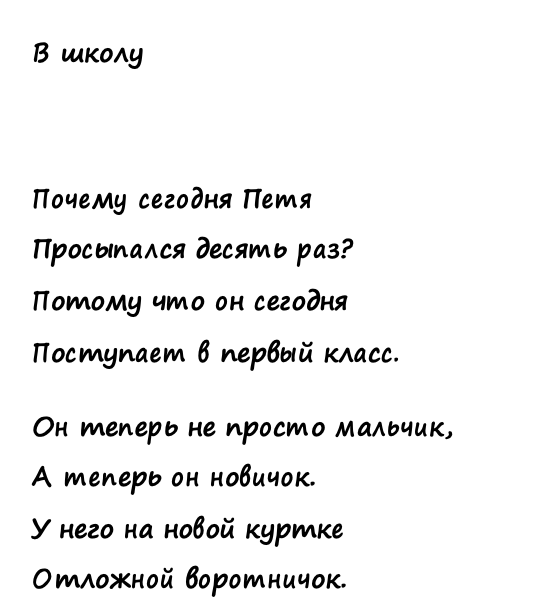 В школу
Почему сегодня Петя
Просыпался десять раз?
Потому что он сегодня
Поступает в первый класс.
Он теперь не просто мальчик,
А теперь он новичок.
У него на новой куртке
Отложной воротничок.